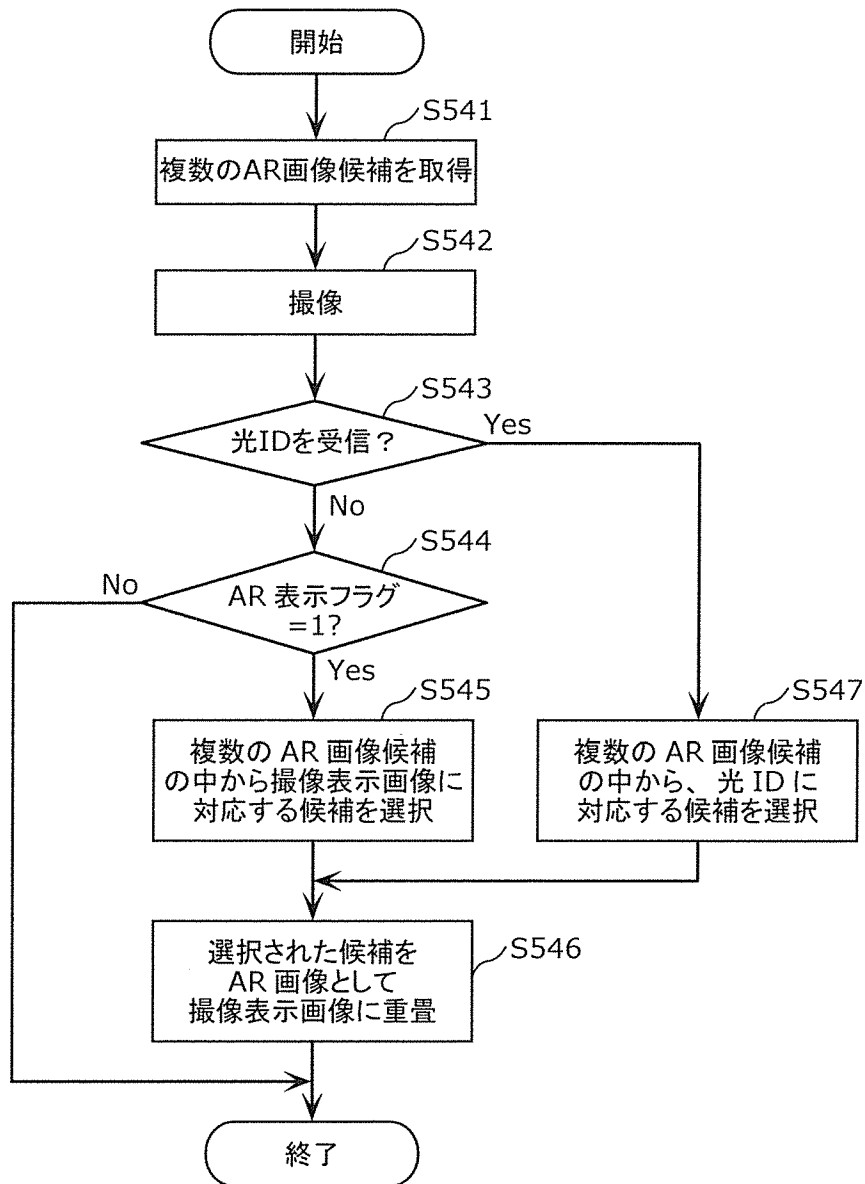 開始
S541
複数のAR画像候補を取得
S542
撮像
S543
光IDを受信？
Yes
No
S544
No
AR 表示フラグ
=1?
Yes
S545
複数の AR 画像候補
の中から撮像表示画像に
対応する候補を選択
S547
複数の AR 画像候補
の中から、光 ID に
対応する候補を選択
S546
選択された候補を
AR 画像として
撮像表示画像に重畳
終了